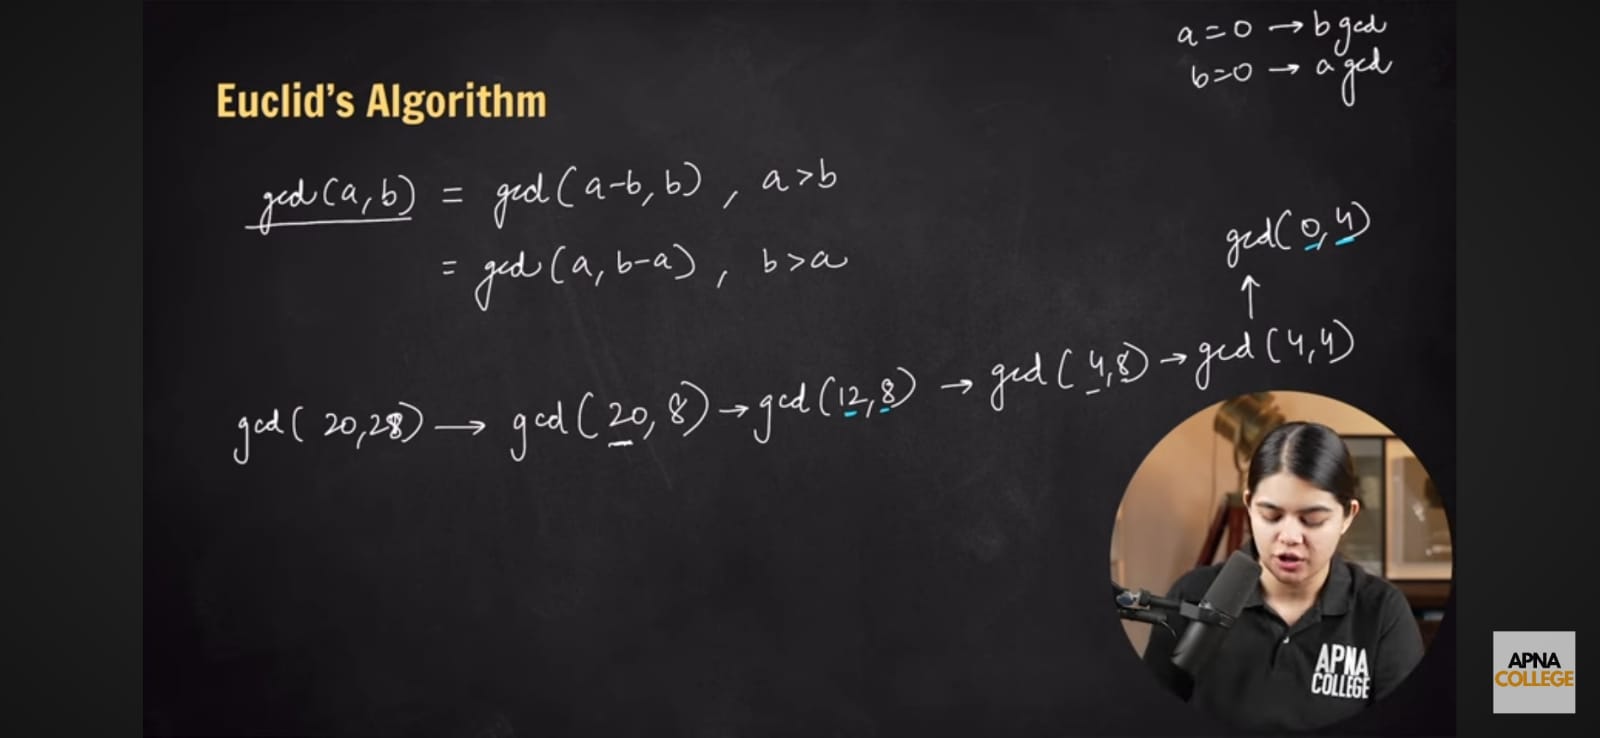 a=0 → b gcd
b=0 → a gcd
Euclid's Algorithm
gcd(a,b) = gcd(a-b,b) , a>b
= gcd(a,b-a) , b>a
gcd(0,4)
↑
gcd(20,28) → gcd(20,8) → gcd(12,8) → gcd(4,8) → gcd(4,4)
APNA
COLLEGE
APNA
COLLEGE